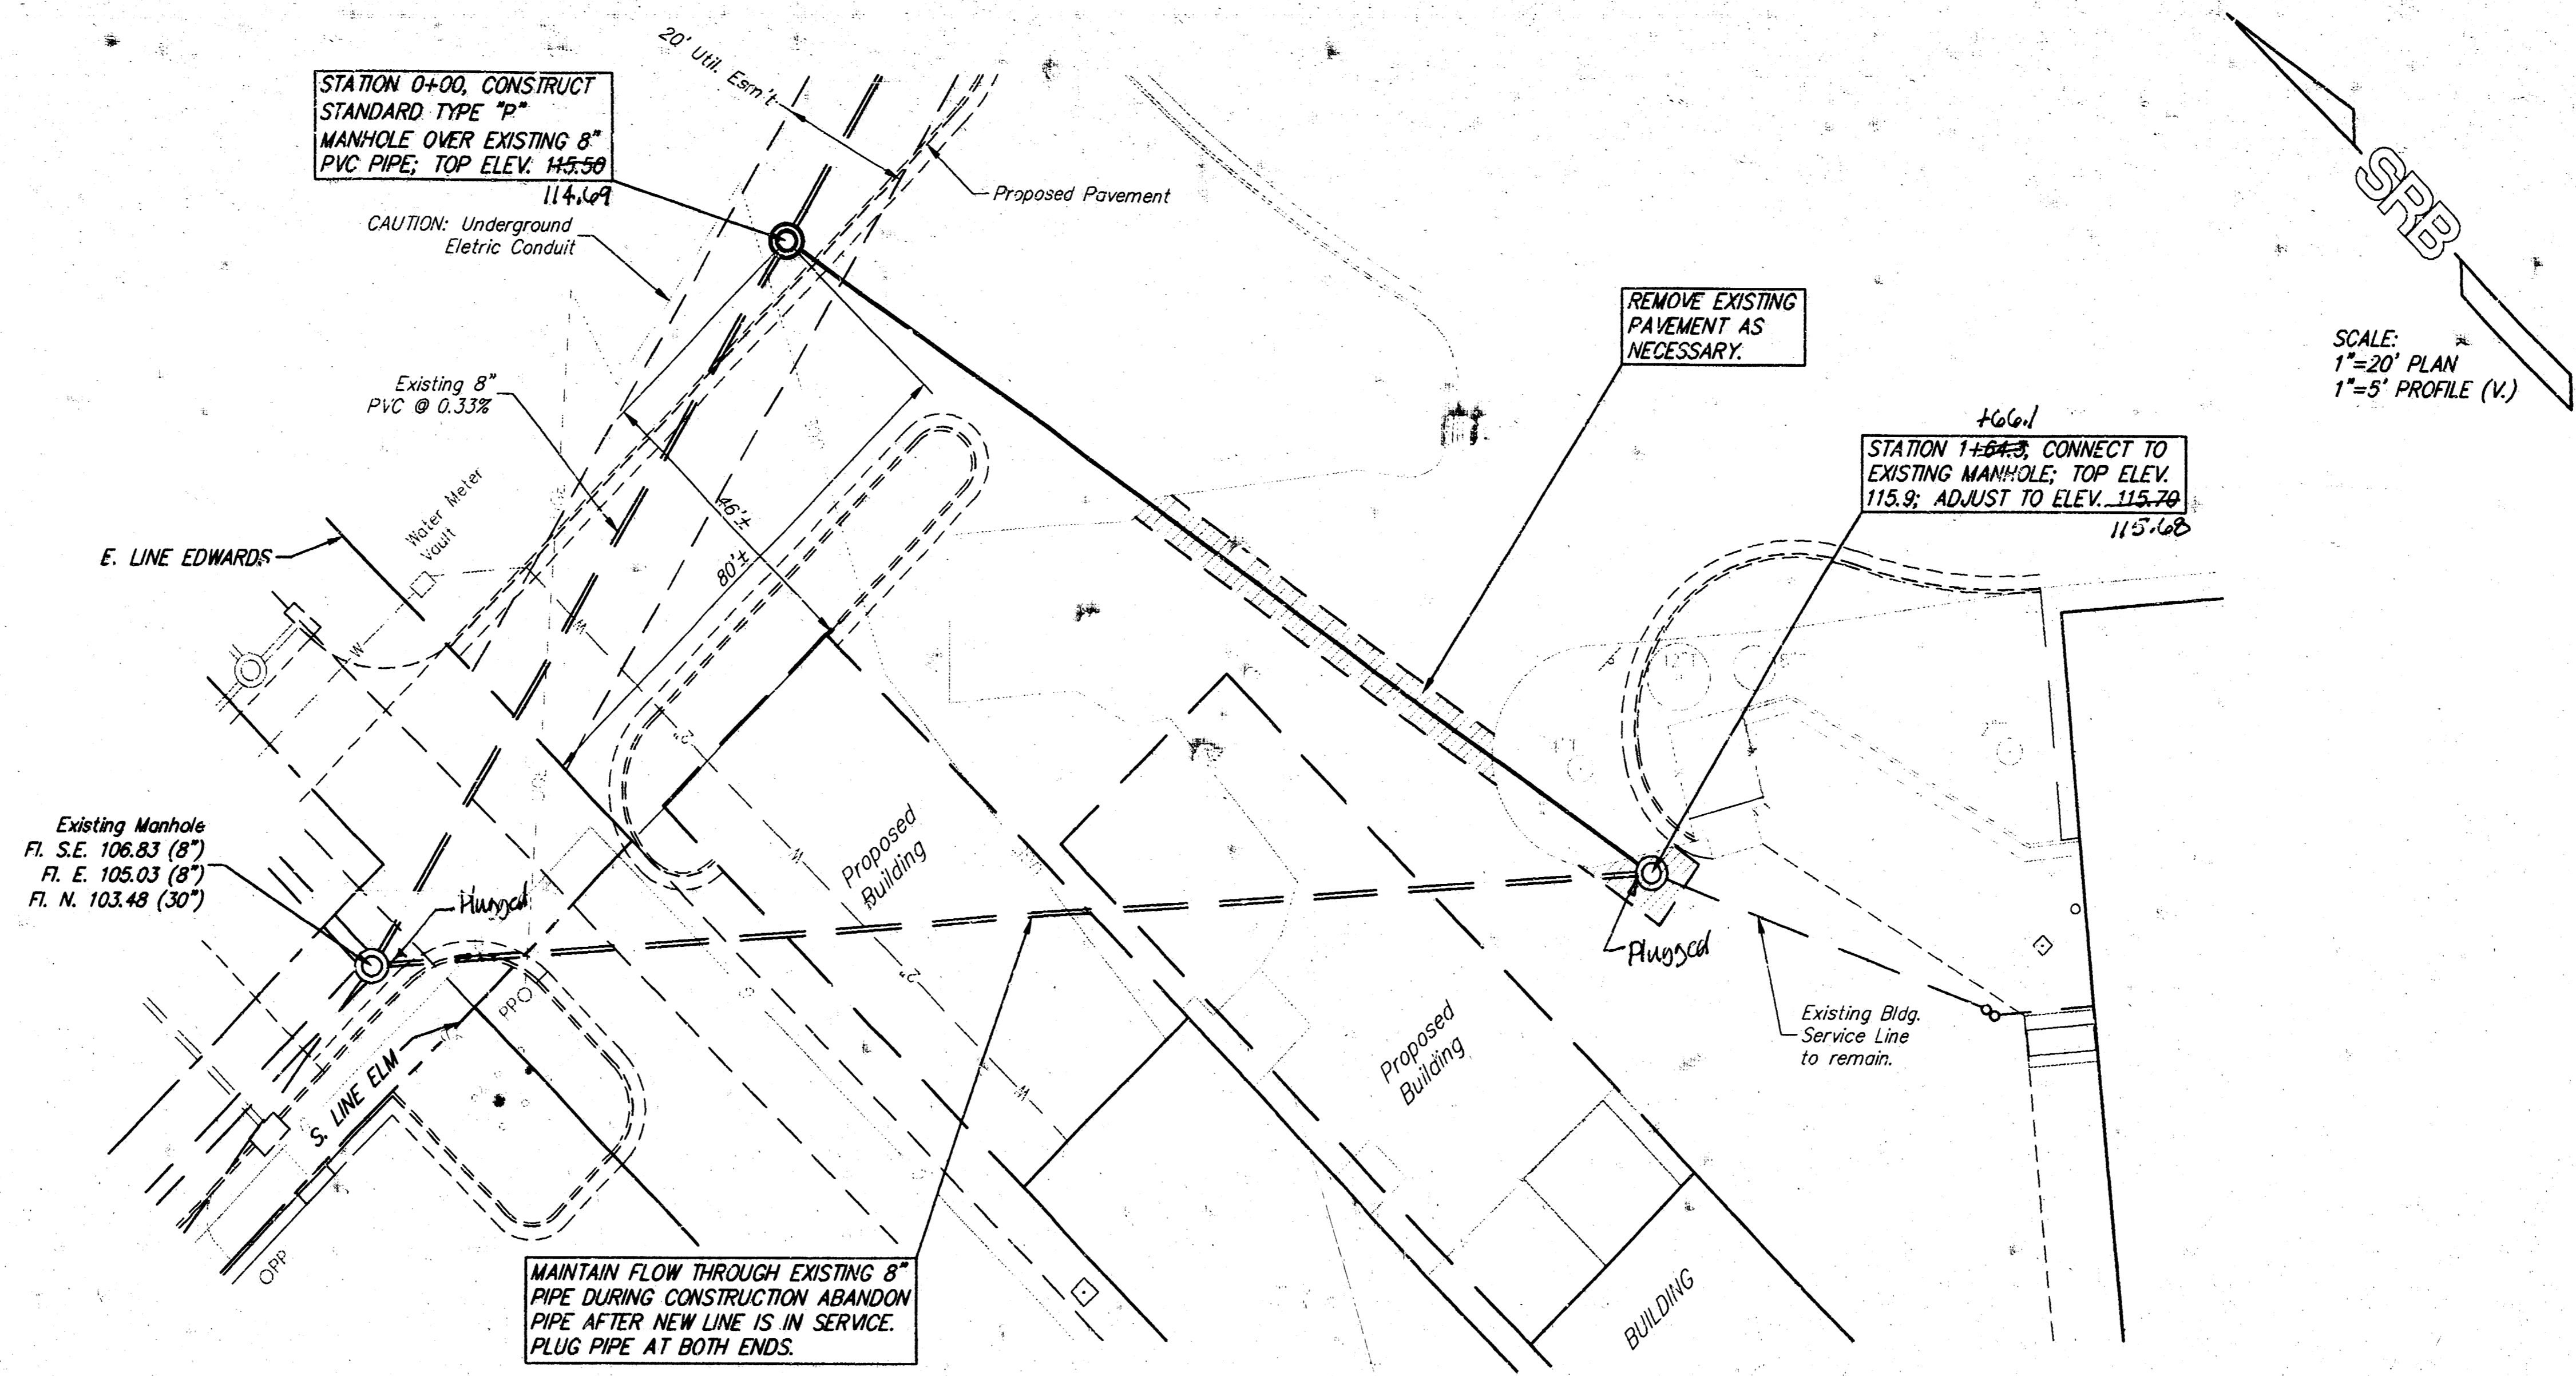 STATION 0+00, CONSTRUCT
STANDARD TYPE "P"
MANHOLE OVER EXISTING 8"
PVC PIPE; TOP ELEV. 115.50
114.69
20' Util. Esm't
Proposed Pavement
CAUTION: Underground
Eletric Conduit
SRB
SCALE:
1"=20' PLAN
1"=5' PROFILE (V.)
REMOVE EXISTING
PAVEMENT AS
NECESSARY.
Existing 8"
PVC @ 0.33%
+66.1
STATION 1+64.3, CONNECT TO
EXISTING MANHOLE; TOP ELEV.
115.9; ADJUST TO ELEV. 115.70
115.68
46'±
80'±
Water Meter
Vault
E. LINE EDWARDS
W
W
2"
W
2"
W
Existing Manhole
Fl. S.E. 106.83 (8")
Fl. E. 105.03 (8")
Fl. N. 103.48 (30")
Plugged
Proposed
Building
Plugged
PP
Existing Bldg.
Service Line
to remain.
Proposed
Building
S. LINE ELM
OPP
MAINTAIN FLOW THROUGH EXISTING 8"
PIPE DURING CONSTRUCTION ABANDON
PIPE AFTER NEW LINE IS IN SERVICE.
PLUG PIPE AT BOTH ENDS.
BUILDING